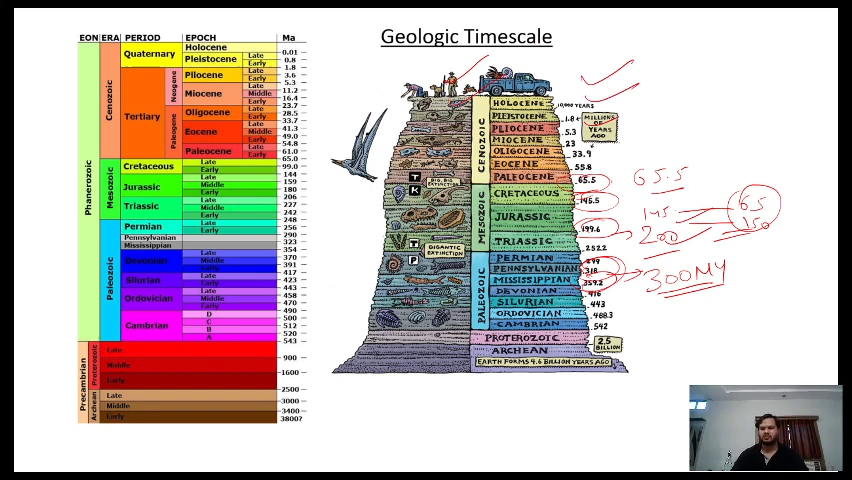 Geologic Timescale
EON ERA PERIOD EPOCH Ma
Phanerozoic
Cenozoic
Quaternary
Holocene
0.01
Pleistocene
Late
0.8
Early
1.8
Tertiary
Neogene
Pliocene
Late
3.6
Early
5.3
Miocene
Late
11.2
Middle
16.4
Early
23.7
Paleogene
Oligocene
Late
28.5
Early
33.7
Eocene
Late
41.3
Middle
49.0
Early
54.8
Paleocene
Late
61.0
Early
65.0
Mesozoic
Cretaceous
Late
99.0
Early
144
Jurassic
Late
159
Middle
180
Early
206
Triassic
Late
227
Middle
242
Early
248
Paleozoic
Permian
Late
256
Early
290
Pennsylvanian
323
Mississippian
354
Devonian
Late
370
Middle
391
Early
417
Silurian
Late
423
Early
443
Ordovician
Late
458
Middle
470
Early
490
Cambrian
D
500
C
512
B
520
A
543
Precambrian
Proterozoic
Late
900
Middle
1600
Early
2500
Archean
Late
3000
Middle
3400
Early
3800?
CENOZOIC
HOLOCENE
10,000 YEARS
PLEISTOCENE
1.8
MILLIONS
OF
YEARS
AGO
PLIOCENE
5.3
MIOCENE
23
OLIGOCENE
33.9
EOCENE
55.8
PALEOCENE
65.5
T
K
BIG, BIG
EXTINCTION
MESOZOIC
CRETACEOUS
145.5
JURASSIC
199.6
TRIASSIC
252.2
T
P
GIGANTIC
EXTINCTION
PALEOZOIC
PERMIAN
299
PENNSYLVANIAN
318
MISSISSIPPIAN
359.2
DEVONIAN
416
SILURIAN
443
ORDOVICIAN
488.3
CAMBRIAN
542
PROTEROZOIC
2.5
BILLION
ARCHEAN
EARTH FORMS 4.6 BILLION YEARS AGO
65.5
145
200
65
150
300MY